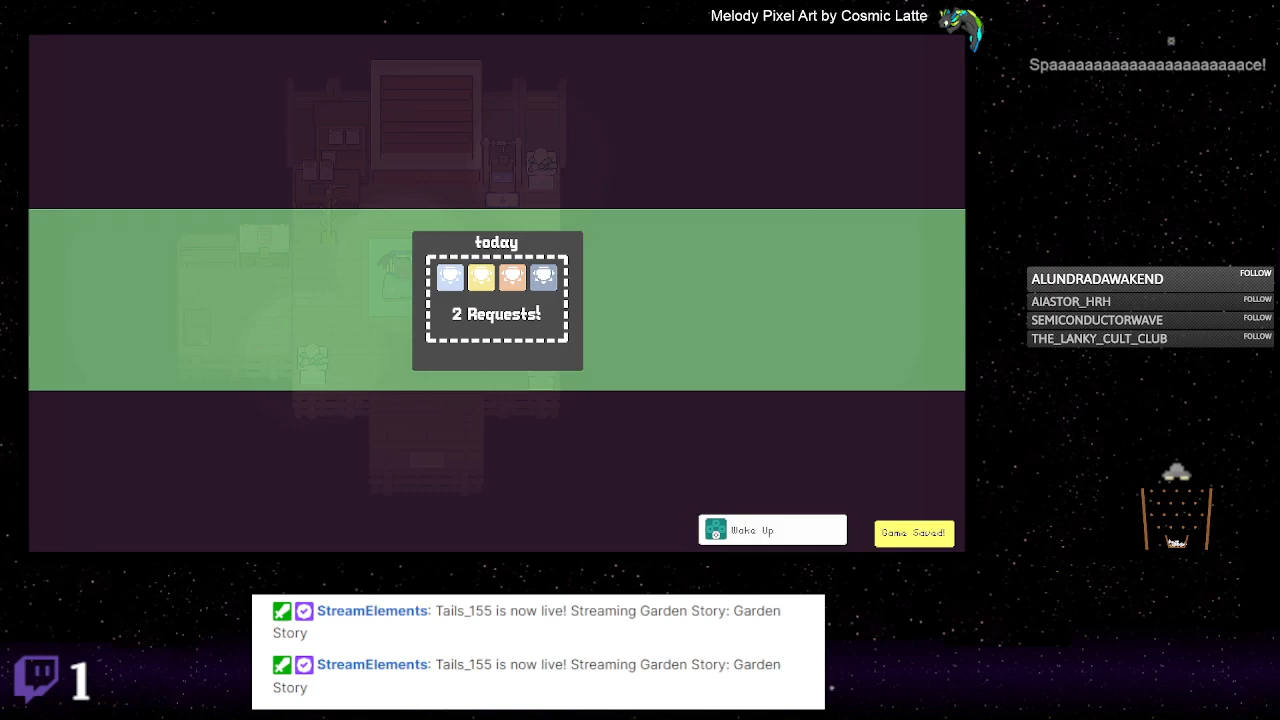 Melody Pixel Art by Cosmic Latte
Spaaaaaaaaaaaaaaaaaaaaaace!
today
2 Requests!
ALUNDRADAWAKEND FOLLOW
AIASTOR_HRH FOLLOW
SEMICONDUCTORWAVE FOLLOW
THE_LANKY_CULT_CLUB FOLLOW
Wake Up
Game Saved!
StreamElements: Tails_155 is now live! Streaming Garden Story: Garden
Story
StreamElements: Tails_155 is now live! Streaming Garden Story: Garden
Story
1